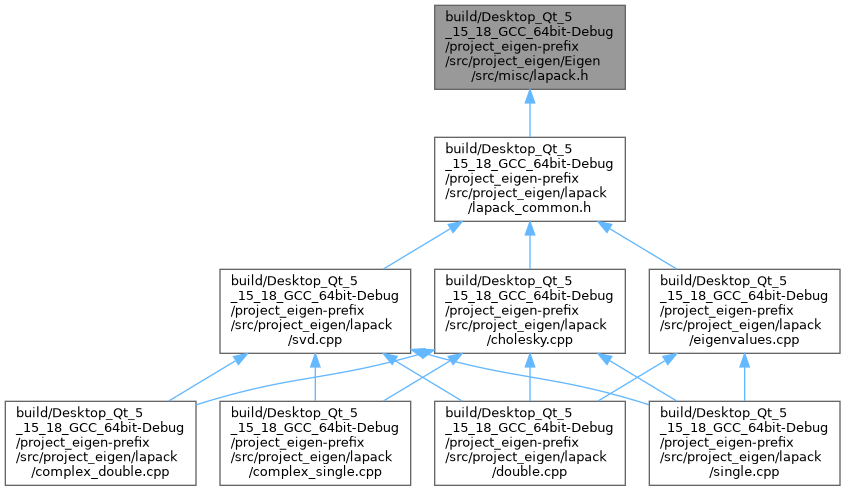 build/Desktop_Qt_5
_15_18_GCC_64bit-Debug
/project_eigen-prefix
/src/project_eigen/Eigen
/src/misc/lapack.h
build/Desktop_Qt_5
_15_18_GCC_64bit-Debug
/project_eigen-prefix
/src/project_eigen/lapack
/lapack_common.h
build/Desktop_Qt_5
_15_18_GCC_64bit-Debug
/project_eigen-prefix
/src/project_eigen/lapack
/svd.cpp
build/Desktop_Qt_5
_15_18_GCC_64bit-Debug
/project_eigen-prefix
/src/project_eigen/lapack
/cholesky.cpp
build/Desktop_Qt_5
_15_18_GCC_64bit-Debug
/project_eigen-prefix
/src/project_eigen/lapack
/eigenvalues.cpp
build/Desktop_Qt_5
_15_18_GCC_64bit-Debug
/project_eigen-prefix
/src/project_eigen/lapack
/complex_double.cpp
build/Desktop_Qt_5
_15_18_GCC_64bit-Debug
/project_eigen-prefix
/src/project_eigen/lapack
/complex_single.cpp
build/Desktop_Qt_5
_15_18_GCC_64bit-Debug
/project_eigen-prefix
/src/project_eigen/lapack
/double.cpp
build/Desktop_Qt_5
_15_18_GCC_64bit-Debug
/project_eigen-prefix
/src/project_eigen/lapack
/single.cpp